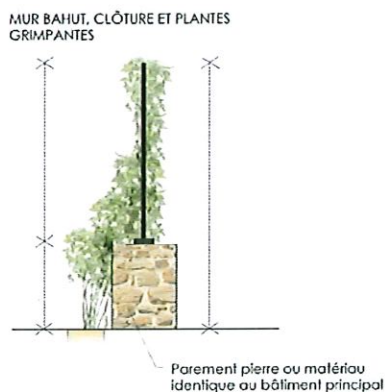 MUR BAHUT, CLÔTURE ET PLANTES
GRIMPANTES
Parement pierre ou matériau
identique au bâtiment principal